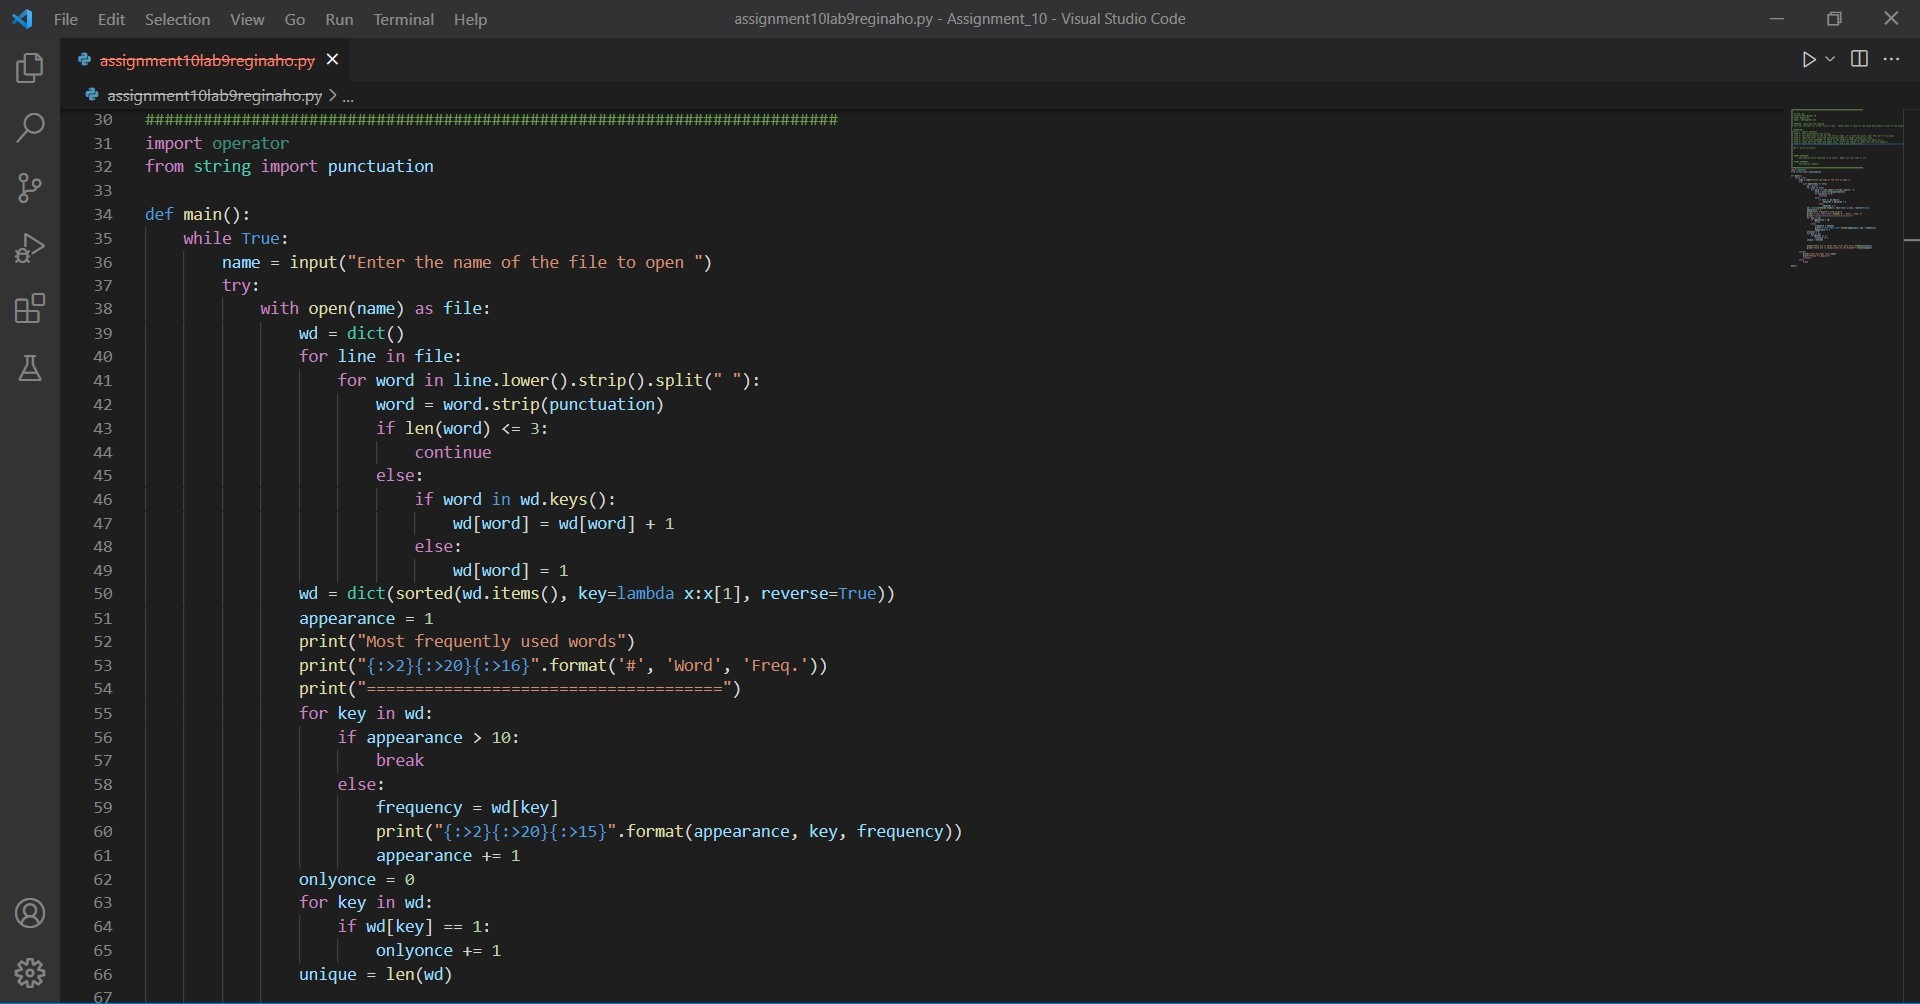 File Edit Selection View Go Run Terminal Help
assignment10lab9reginaho.py - Assignment_10 - Visual Studio Code
assignment10lab9reginaho.py
assignment10lab9reginaho.py > ...
30 ########################################################################
31 import operator
32 from string import punctuation
33
34 def main():
35     while True:
36         name = input("Enter the name of the file to open ")
37         try:
38             with open(name) as file:
39                 wd = dict()
40                 for line in file:
41                     for word in line.lower().strip().split(" "):
42                         word = word.strip(punctuation)
43                         if len(word) <= 3:
44                             continue
45                         else:
46                             if word in wd.keys():
47                                 wd[word] = wd[word] + 1
48                             else:
49                                 wd[word] = 1
50                 wd = dict(sorted(wd.items(), key=lambda x:x[1], reverse=True))
51                 appearance = 1
52                 print("Most frequently used words")
53                 print("{:>2}{:>20}{:>16}".format('#', 'Word', 'Freq.'))
54                 print("=====================================")
55                 for key in wd:
56                     if appearance > 10:
57                         break
58                     else:
59                         frequency = wd[key]
60                         print("{:>2}{:>20}{:>15}".format(appearance, key, frequency))
61                         appearance += 1
62                 onlyonce = 0
63                 for key in wd:
64                     if wd[key] == 1:
65                         onlyonce += 1
66                 unique = len(wd)
67